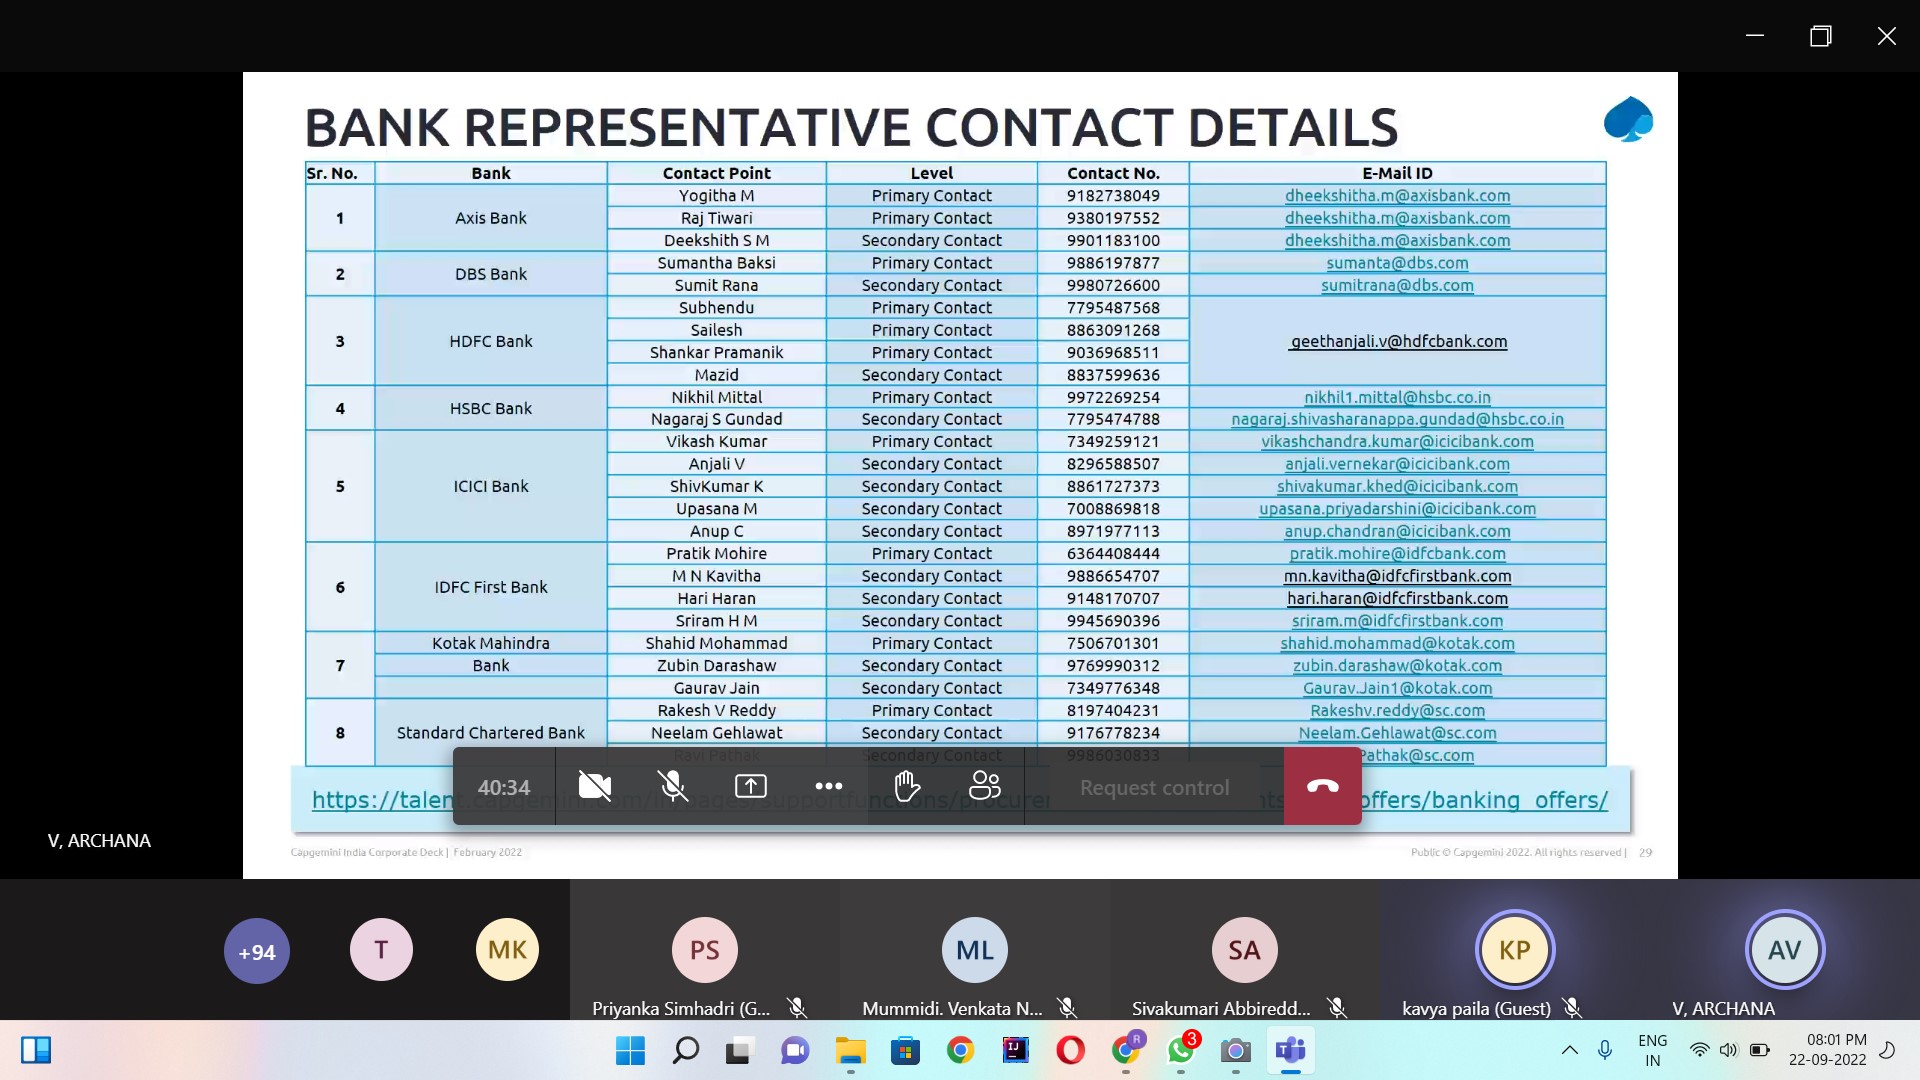 BANK REPRESENTATIVE CONTACT DETAILS
Sr. No. Bank Contact Point Level Contact No. E-Mail ID
1 Axis Bank Yogitha M Primary Contact 9182738049 dheekshitha.m@axisbank.com
Raj Tiwari Primary Contact 9380197552 dheekshitha.m@axisbank.com
Deekshith S M Secondary Contact 9901183100 dheekshitha.m@axisbank.com
2 DBS Bank Sumantha Baksi Primary Contact 9886197877 sumanta@dbs.com
Sumit Rana Secondary Contact 9980726600 sumitrana@dbs.com
3 HDFC Bank Subhendu Primary Contact 7795487568 geethanjali.v@hdfcbank.com
Sailesh Primary Contact 8863091268
Shankar Pramanik Primary Contact 9036968511
Mazid Secondary Contact 8837599636
4 HSBC Bank Nikhil Mittal Primary Contact 9972269254 nikhil1.mittal@hsbc.co.in
Nagaraj S Gundad Secondary Contact 7795474788 nagaraj.shivasharanappa.gundad@hsbc.co.in
5 ICICI Bank Vikash Kumar Primary Contact 7349259121 vikashchandra.kumar@icicibank.com
Anjali V Secondary Contact 8296588507 anjali.vernekar@icicibank.com
ShivKumar K Secondary Contact 8861727373 shivakumar.khed@icicibank.com
Upasana M Secondary Contact 7008869818 upasana.priyadarshini@icicibank.com
Anup C Secondary Contact 8971977113 anup.chandran@icicibank.com
6 IDFC First Bank Pratik Mohire Primary Contact 6364408444 pratik.mohire@idfcbank.com
M N Kavitha Secondary Contact 9886654707 mn.kavitha@idfcfirstbank.com
Hari Haran Secondary Contact 9148170707 hari.haran@idfcfirstbank.com
Sriram H M Secondary Contact 9945690396 sriram.m@idfcfirstbank.com
7 Kotak Mahindra Shahid Mohammad Primary Contact 7506701301 shahid.mohammad@kotak.com
Bank Zubin Darashaw Secondary Contact 9769990312 zubin.darashaw@kotak.com
Gaurav Jain Secondary Contact 7349776348 Gaurav.Jain1@kotak.com
8 Standard Chartered Bank Rakesh V Reddy Primary Contact 8197404231 Rakeshv.reddy@sc.com
Neelam Gehlawat Secondary Contact 9176778234 Neelam.Gehlawat@sc.com
Ravi Pathak Secondary Contact 9986030833 Pathak@sc.com
https://talent.capgemini.com/in/pages/supportfunctions/procure offers/banking_offers/
40:34
Request control
Capgemini India Corporate Deck | February 2022
Public © Capgemini 2022. All rights reserved | 29
V, ARCHANA
+94 T MK PS ML SA KP AV
Priyanka Simhadri (G... Mummidi. Venkata N... Sivakumari Abbiredd... kavya paila (Guest) V, ARCHANA
R
3
IJ
T
ENG
IN
08:01 PM
22-09-2022